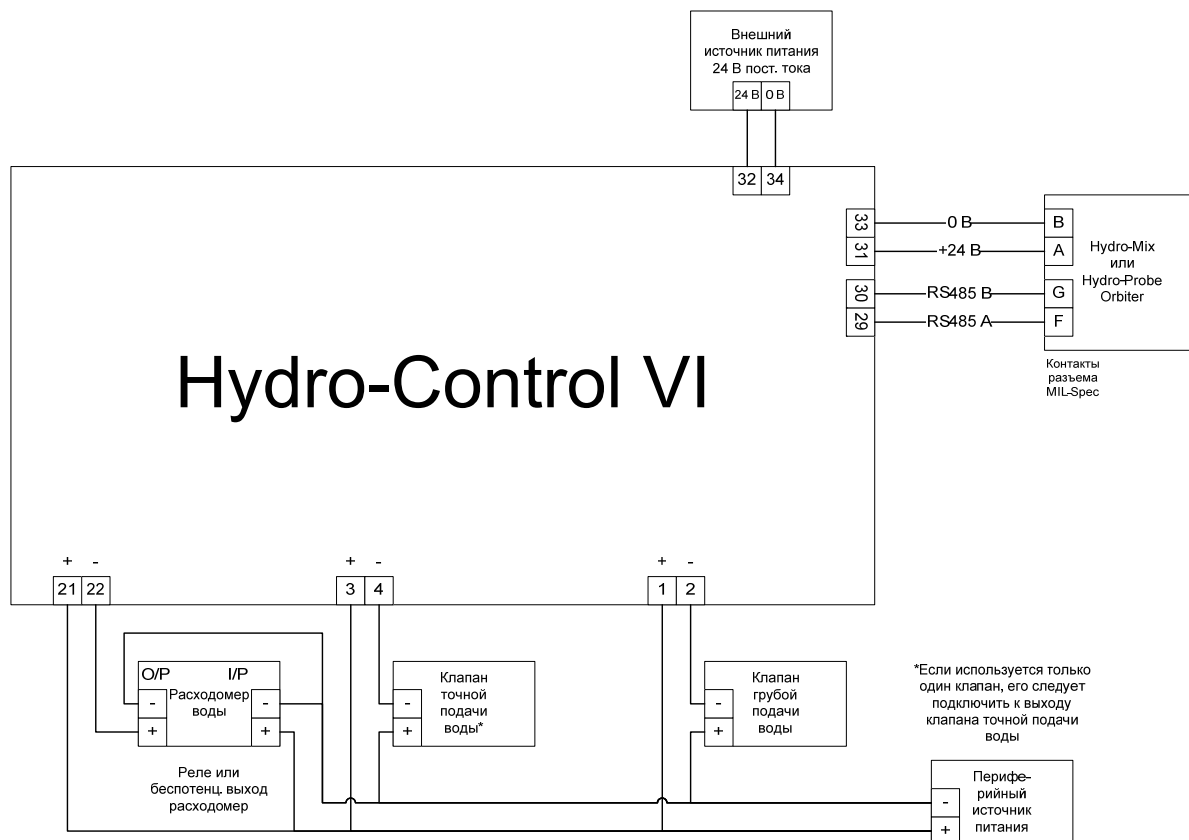 Внешний
источник питания
24 В пост. тока
24 В 0 В
32 34
33 0 В B
31 +24 В A
30 RS485 B G
29 RS485 A F
Hydro-Mix
или
Hydro-Probe
Orbiter
Контакты
разъема
MIL-Spec
Hydro-Control VI
+ -
21 22
+ -
3 4
+ -
1 2
O/P I/P
Расходомер
воды
- -
+ +
Реле или
беспотенц. выход
расходомер
Клапан
точной
подачи
воды*
-
+
Клапан
грубой
подачи
воды
-
+
*Если используется только
один клапан, его следует
подключить к выходу
клапана точной подачи
воды
Перифе-
рийный
источник
питания
-
+